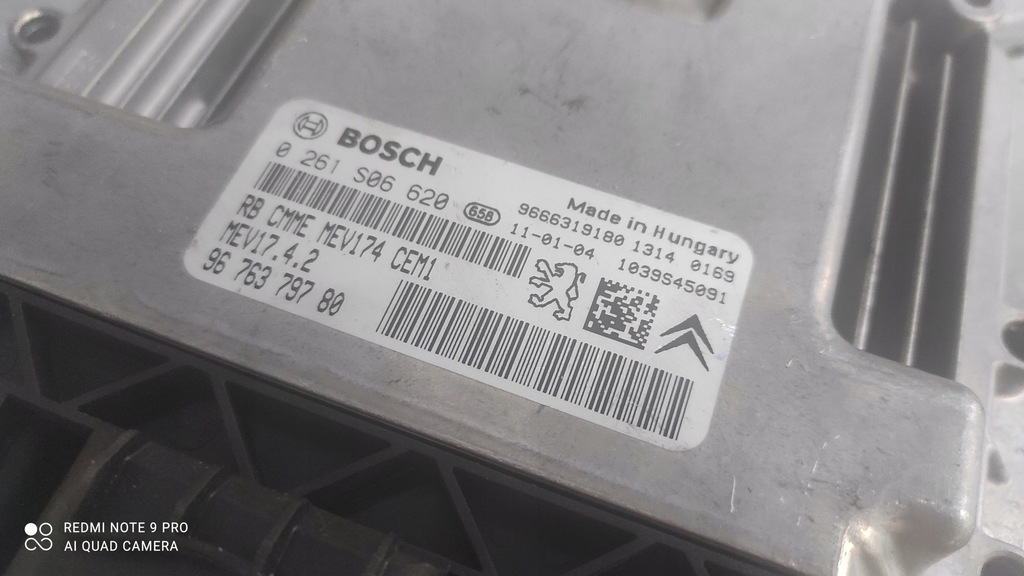 BOSCH
0 261 S06 620
658
Made in Hungary
9666319180 1314 0169
11-01-04 1039S45091
RB CMME MEV174 CEM1
MEV17.4.2
96 763 797 80
REDMI NOTE 9 PRO
AI QUAD CAMERA